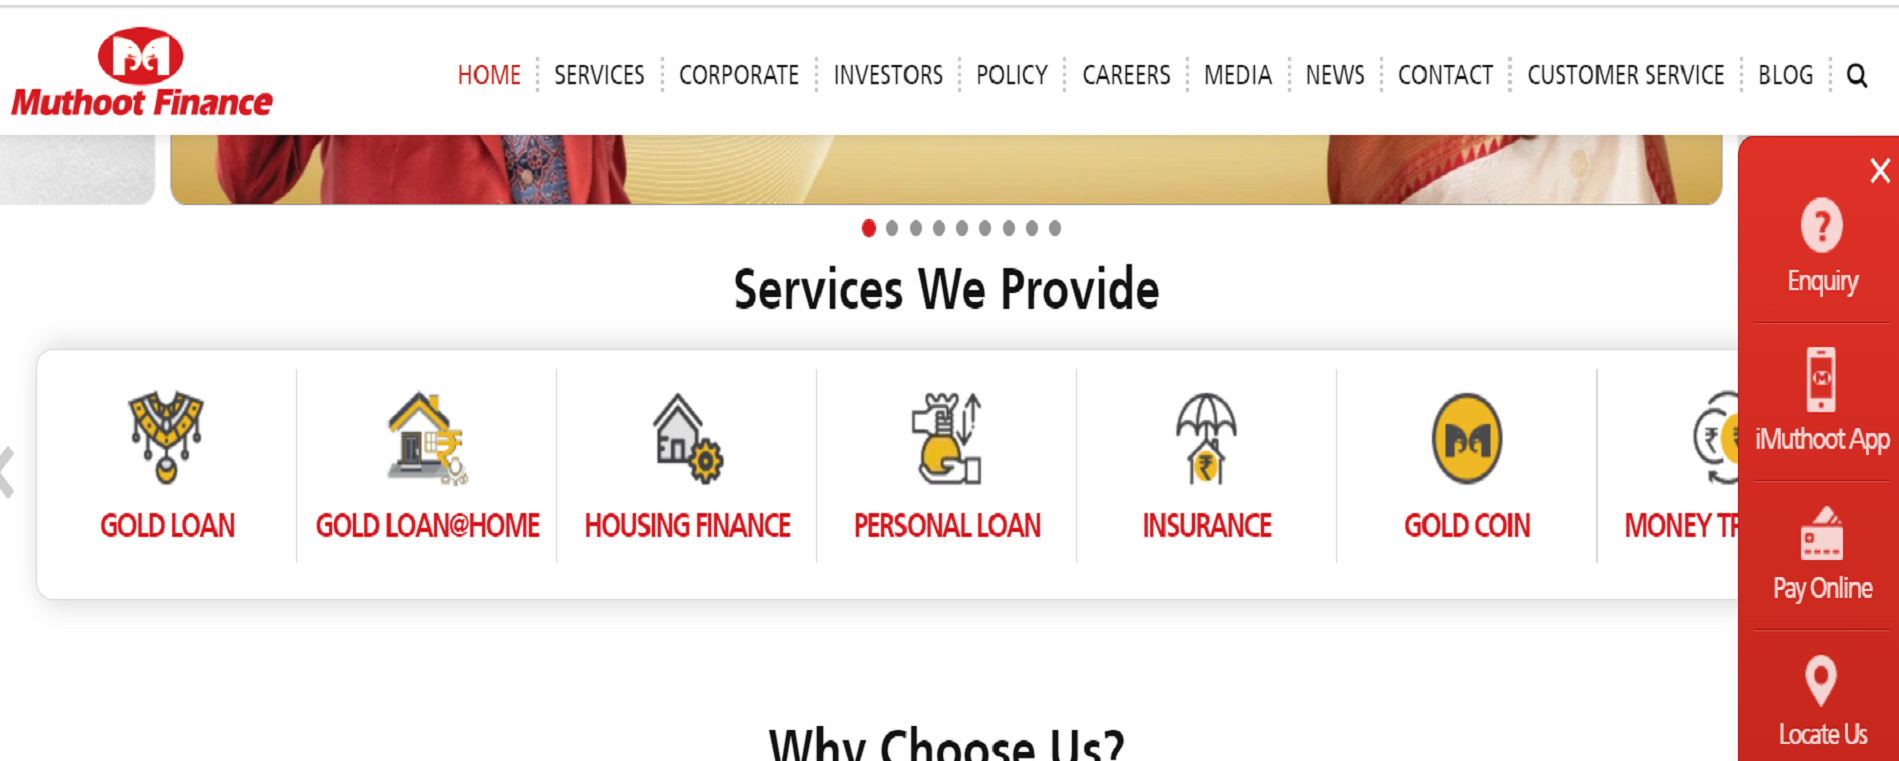 Muthoot Finance
HOME SERVICES CORPORATE INVESTORS POLICY CAREERS MEDIA NEWS CONTACT CUSTOMER SERVICE BLOG
X
?
Enquiry
iMuthoot App
Pay Online
Locate Us
Services We Provide
GOLD LOAN
GOLD LOAN@HOME
HOUSING FINANCE
PERSONAL LOAN
INSURANCE
GOLD COIN
MONEY
Why Choose Us?